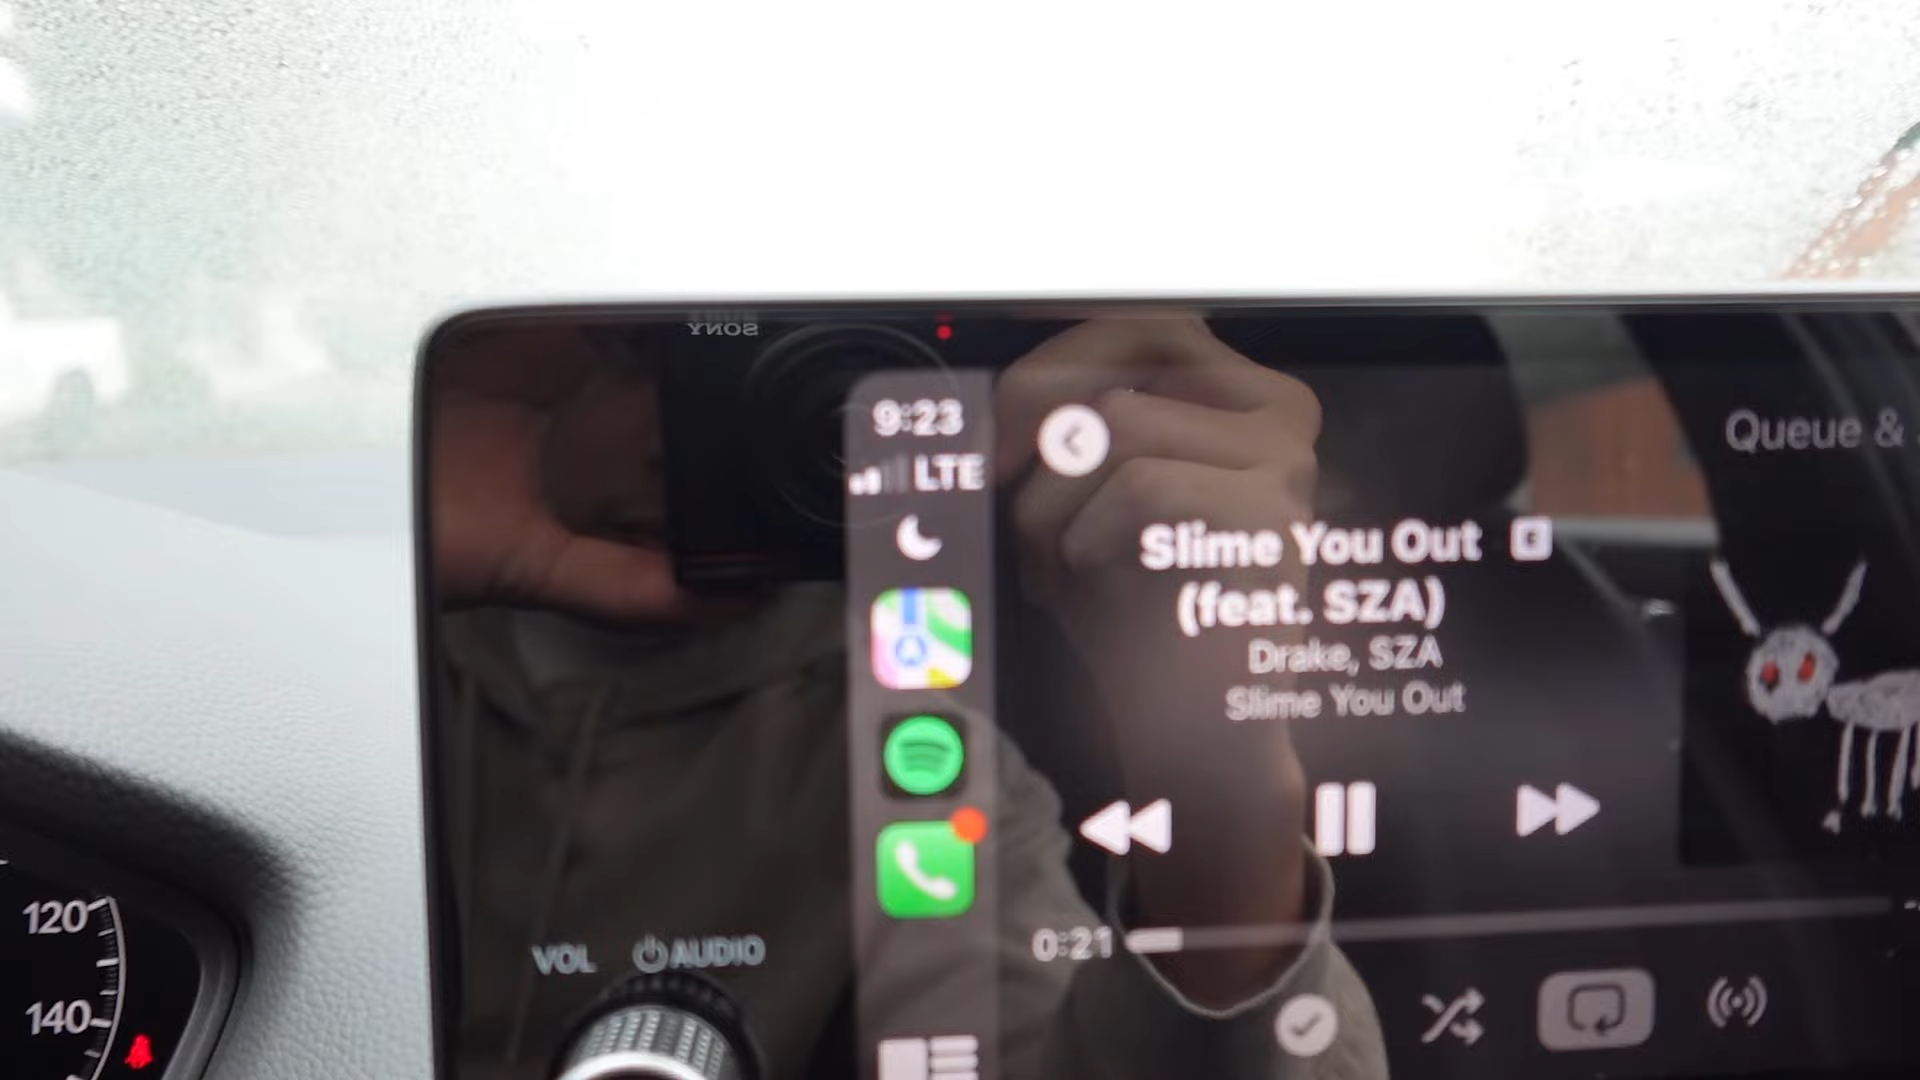 YNOS
9:23
LTE
Queue &
Slime You Out E
(feat. SZA)
Drake, SZA
Slime You Out
0:21
VOL AUDIO
120
140